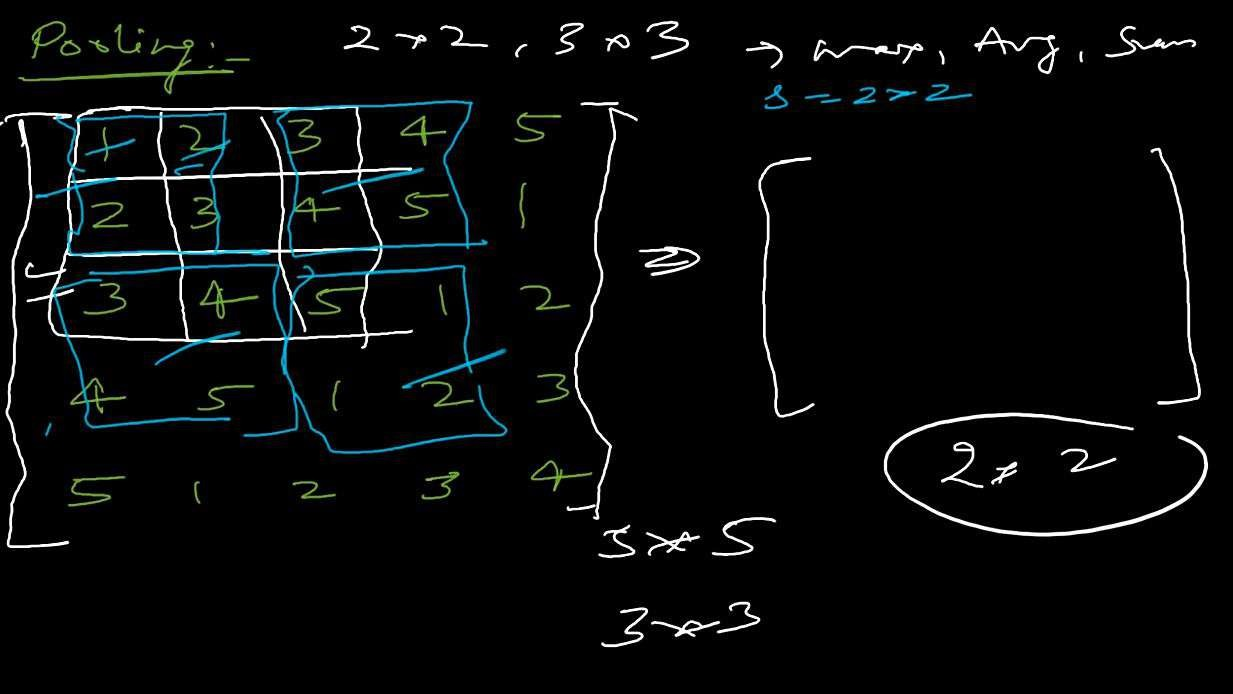 Pooling:- 2*2, 3*3 → max, Avg, Sum
s = 2*2
1 2 3 4 5
2 3 4 5 1
3 4 5 1 2
4 5 1 2 3
5 1 2 3 4
2* 2
5*5
3*3